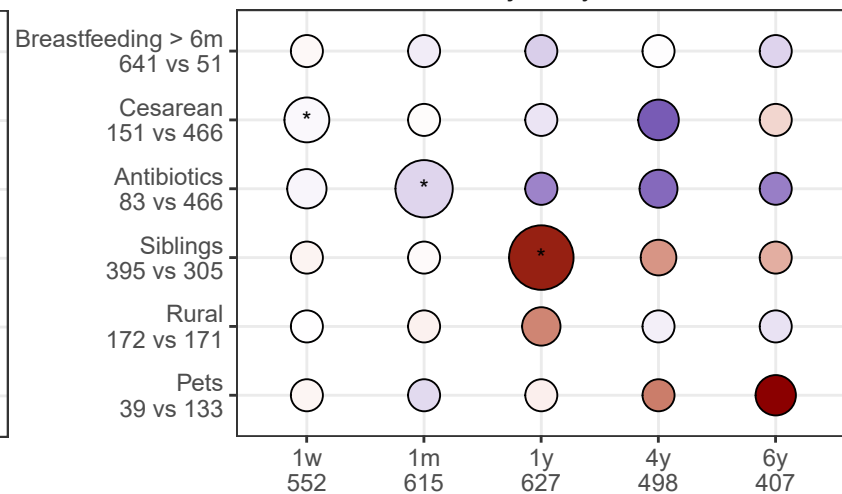 Breastfeeding > 6m
641 vs 51
Cesarean
151 vs 466
*
Antibiotics
83 vs 466
*
Siblings
395 vs 305
*
Rural
172 vs 171
Pets
39 vs 133
1w 1m 1y 4y 6y
552 615 627 498 407